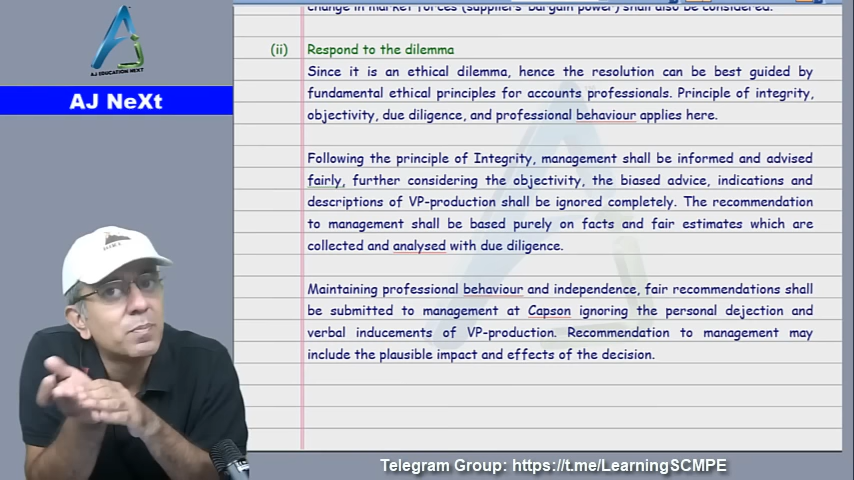 change in market forces (supplier's bargain power) shall also be considered.
AJ EDUCATION NEXT
AJ NeXt
(ii) Respond to the dilemma
Since it is an ethical dilemma, hence the resolution can be best guided by
fundamental ethical principles for accounts professionals. Principle of integrity,
objectivity, due diligence, and professional behaviour applies here.
Following the principle of Integrity, management shall be informed and advised
fairly, further considering the objectivity, the biased advice, indications and
descriptions of VP-production shall be ignored completely. The recommendation
to management shall be based purely on facts and fair estimates which are
collected and analysed with due diligence.
Maintaining professional behaviour and independence, fair recommendations shall
be submitted to management at Capson ignoring the personal dejection and
verbal inducements of VP-production. Recommendation to management may
include the plausible impact and effects of the decision.
Telegram Group: https://t.me/LearningSCMPE